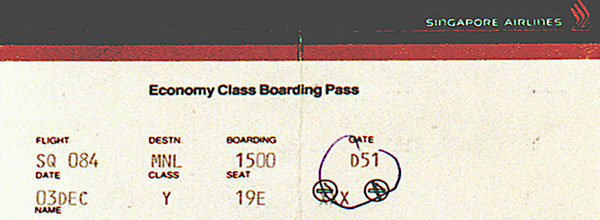 SINGAPORE AIRLINES
Economy Class Boarding Pass
FLIGHT DESTN. BOARDING GATE
SQ 084 MNL 1500 D51
DATE CLASS SEAT
03DEC Y 19E X
NAME